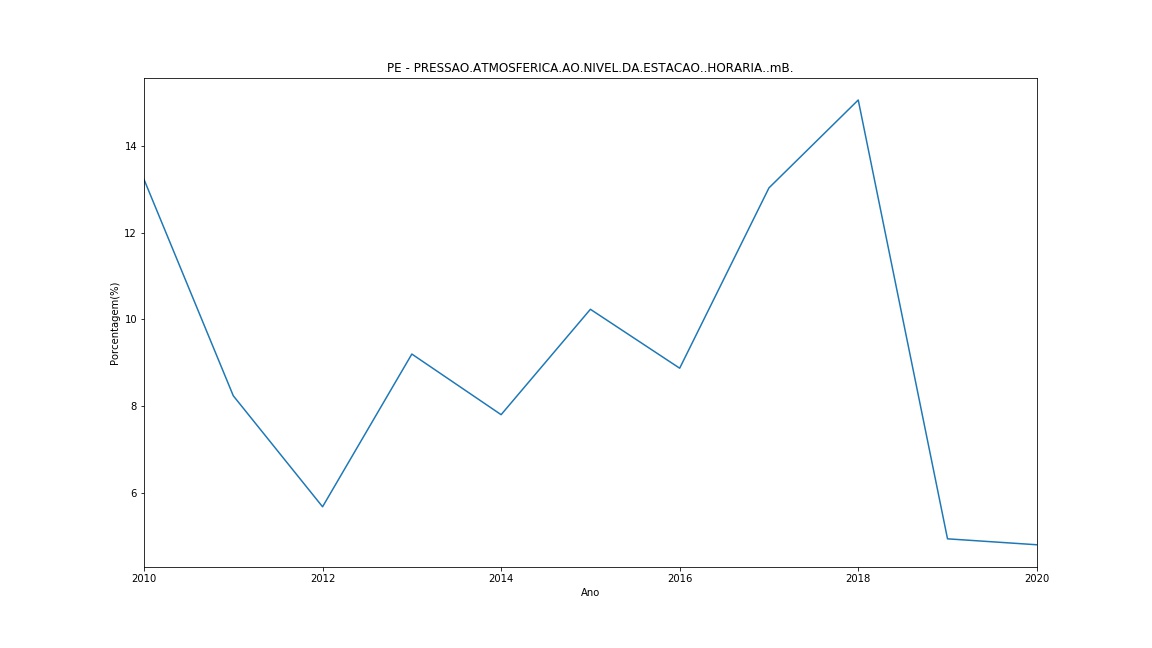 PE - PRESSAO.ATMOSFERICA.AO.NIVEL.DA.ESTACAO..HORARIA..mB.
14
12
10
8
6
Porcentagem(%)
2010 2012 2014 2016 2018 2020
Ano